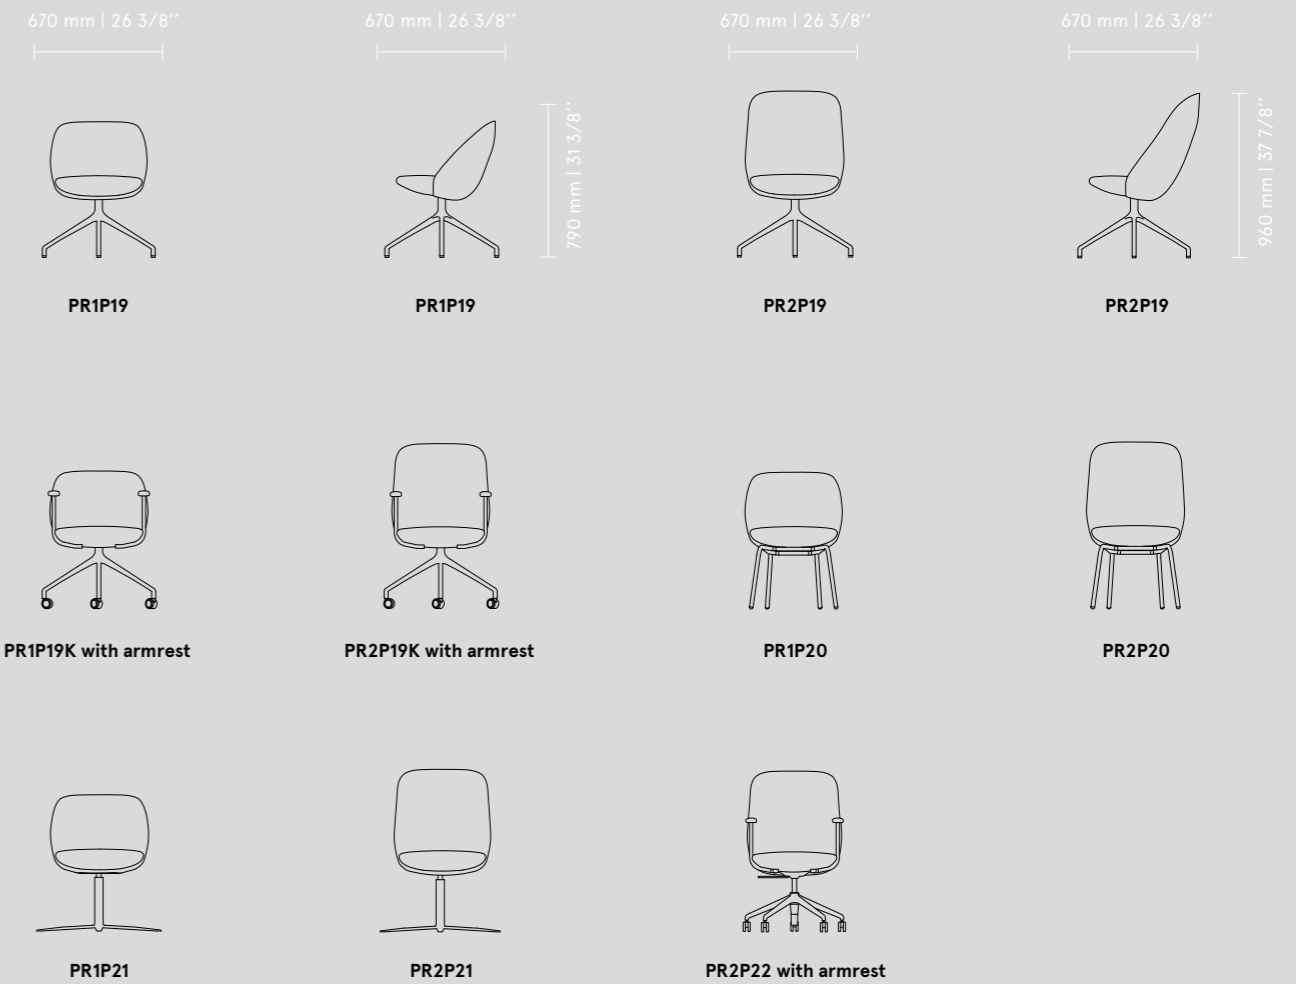 670 mm | 26 3/8’’
670 mm | 26 3/8’’
670 mm | 26 3/8’’
670 mm | 26 3/8’’
790 mm | 31 3/8’’
960 mm | 37 7/8’’
PR1P19
PR1P19
PR2P19
PR2P19
PR1P19K with armrest
PR2P19K with armrest
PR1P20
PR2P20
PR1P21
PR2P21
PR2P22 with armrest